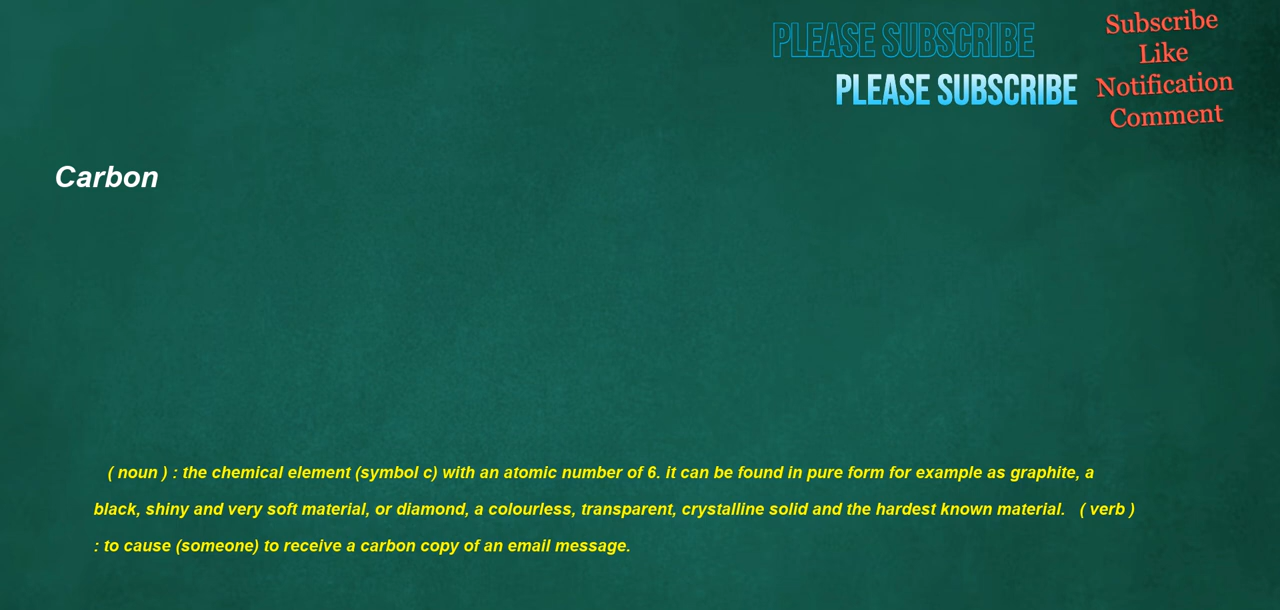 PLEASE SUBSCRIBE
PLEASE SUBSCRIBE
Subscribe
Like
Notification
Comment
Carbon
( noun ) : the chemical element (symbol c) with an atomic number of 6. it can be found in pure form for example as graphite, a
black, shiny and very soft material, or diamond, a colourless, transparent, crystalline solid and the hardest known material. ( verb )
: to cause (someone) to receive a carbon copy of an email message.